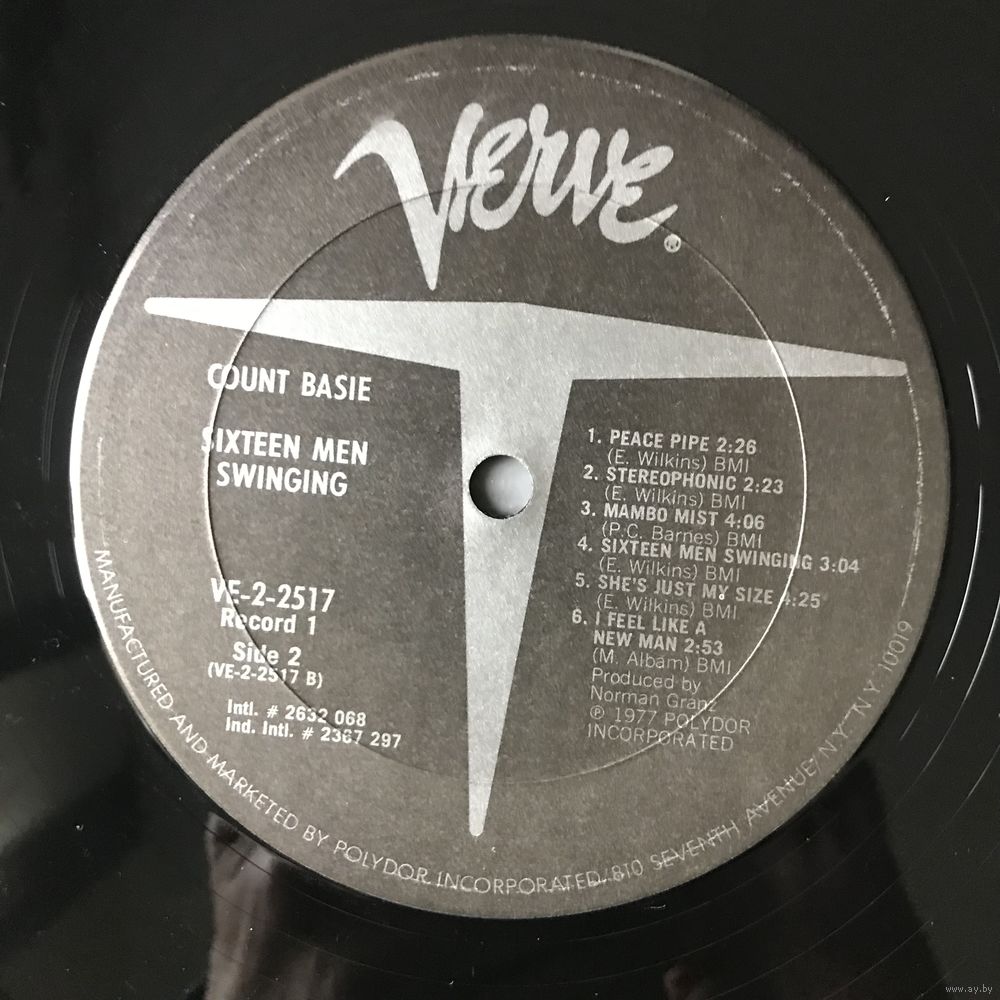 Verve®
COUNT BASIE
SIXTEEN MEN
SWINGING
VE-2-2517
Record 1
Side 2
(VE-2-2517 B)
Intl. # 2632 068
Ind. Intl. # 2367 297
1. PEACE PIPE 2:26
(E. Wilkins) BMI
2. STEREOPHONIC 2:23
(E. Wilkins) BMI
3. MAMBO MIST 4:06
(P.C. Barnes) BMI
4. SIXTEEN MEN SWINGING 3:04
(E. Wilkins) BMI
5. SHE'S JUST MY SIZE 4:25
(E. Wilkins) BMI
6. I FEEL LIKE A
NEW MAN 2:53
(M. Albam) BMI
Produced by
Norman Granz
℗ 1977 POLYDOR
INCORPORATED
MANUFACTURED AND MARKETED BY POLYDOR INCORPORATED/810 SEVENTH AVENUE/N.Y., N.Y. 10019
www.ay.by